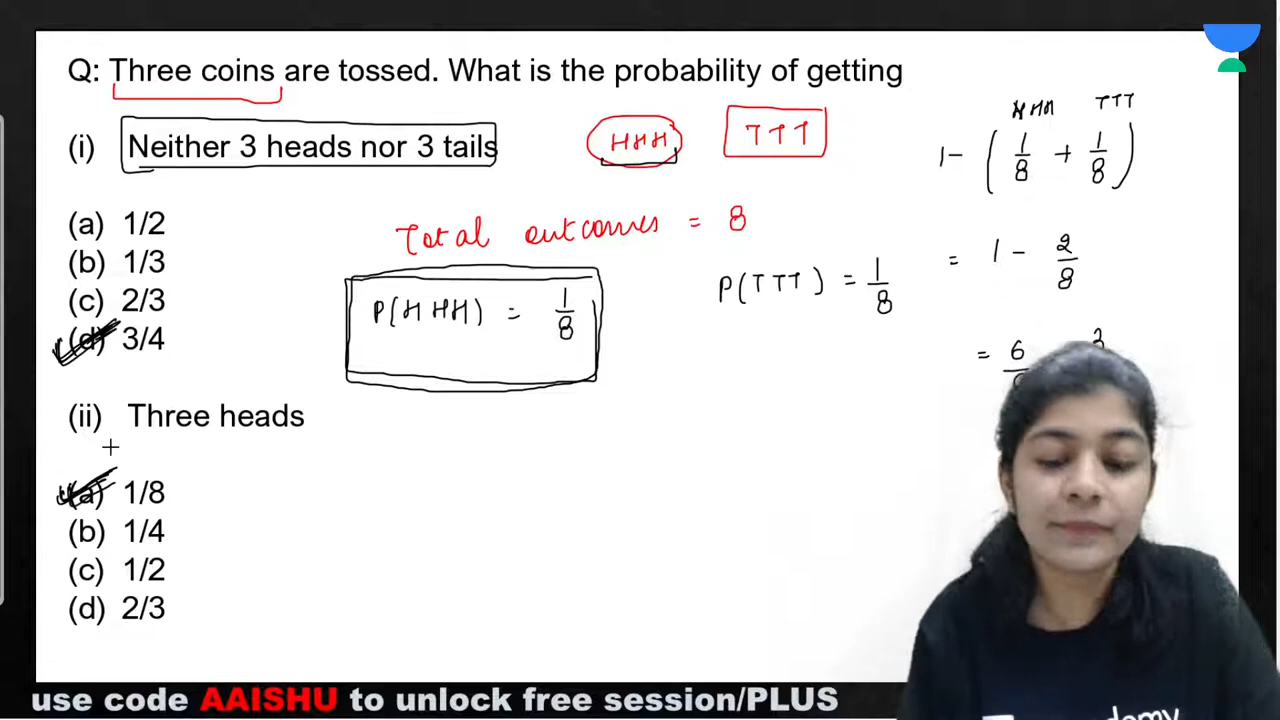 Q: Three coins are tossed. What is the probability of getting
(i) Neither 3 heads nor 3 tails
HHH
TTT
HHH TTT
1 - ( 1/8 + 1/8 )
(a) 1/2
Total outcomes = 8
(b) 1/3
P(TTT) = 1/8
= 1 - 2/8
(c) 2/3
P(HHH) = 1/8
(d) 3/4
= 6
3
(ii) Three heads
(a) 1/8
(b) 1/4
(c) 1/2
(d) 2/3
use code AAISHU to unlock free session/PLUS